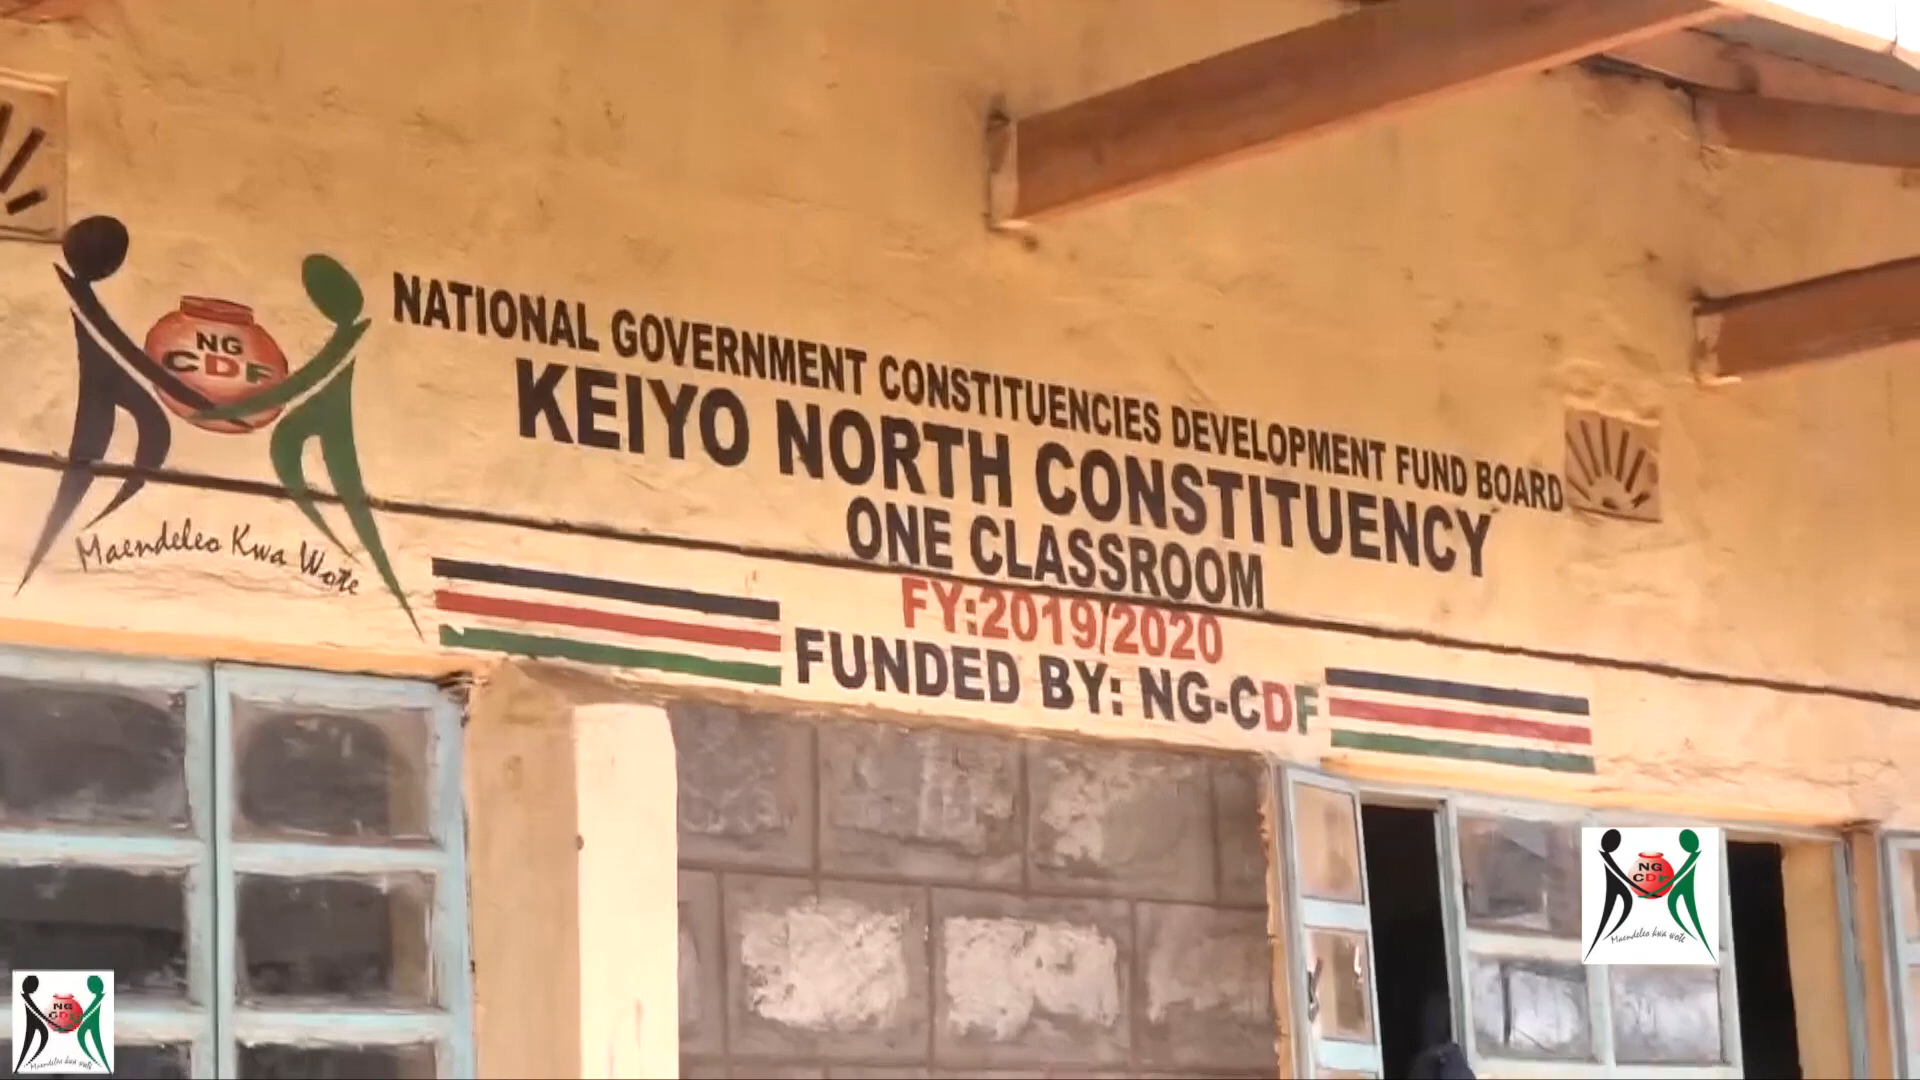 NATIONAL GOVERNMENT CONSTITUENCIES DEVELOPMENT FUND BOARD
KEIYO NORTH CONSTITUENCY
ONE CLASSROOM
FY:2019/2020
FUNDED BY: NG-CDF
NG
CDF
Maendeleo Kwa Wote
NG
CDF
Maendeleo kwa wote
NG
CDF
Maendeleo kwa wote